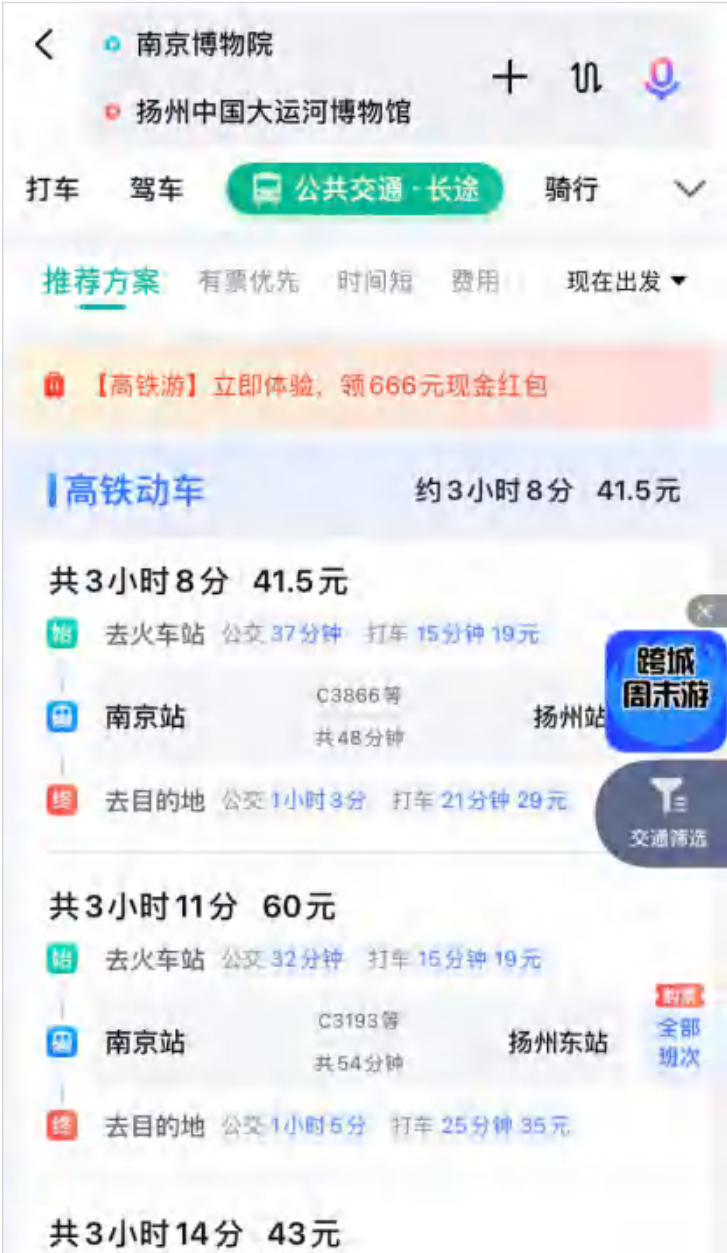 南京博物院
扬州中国大运河博物馆
打车 驾车 公共交通·长途 骑行
推荐方案 有票优先 时间短 费用 现在出发
【高铁游】立即体验，领666元现金红包
高铁动车 约3小时8分 41.5元
共3小时8分 41.5元
始 去火车站 公交 37分钟 打车 15分钟 19元
跨城
周末游
C3866等
南京站 扬州站
共48分钟
终 去目的地 公交 1小时3分 打车 21分钟 29元
交通筛选
共3小时11分 60元
始 去火车站 公交 32分钟 打车 15分钟 19元
购票
C3193等
南京站 扬州东站 全部
班次
共54分钟
终 去目的地 公交 1小时5分 打车 25分钟 35元
共3小时14分 43元